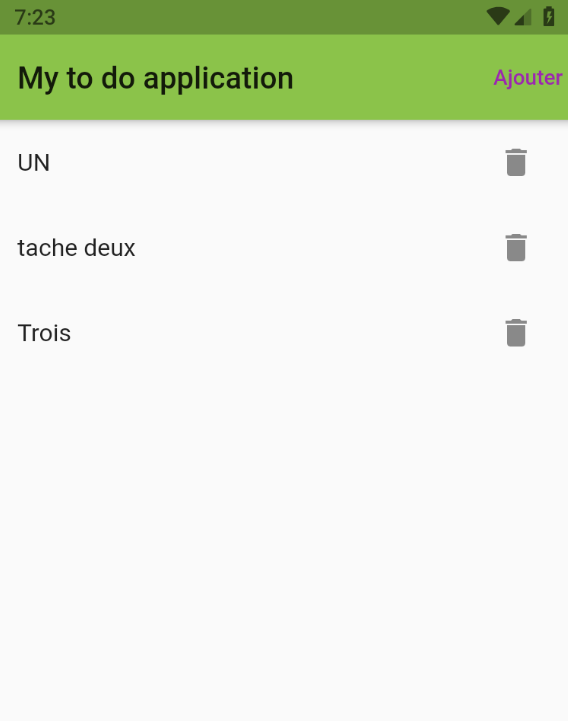 7:23
My to do application
Ajouter
UN
tache deux
Trois